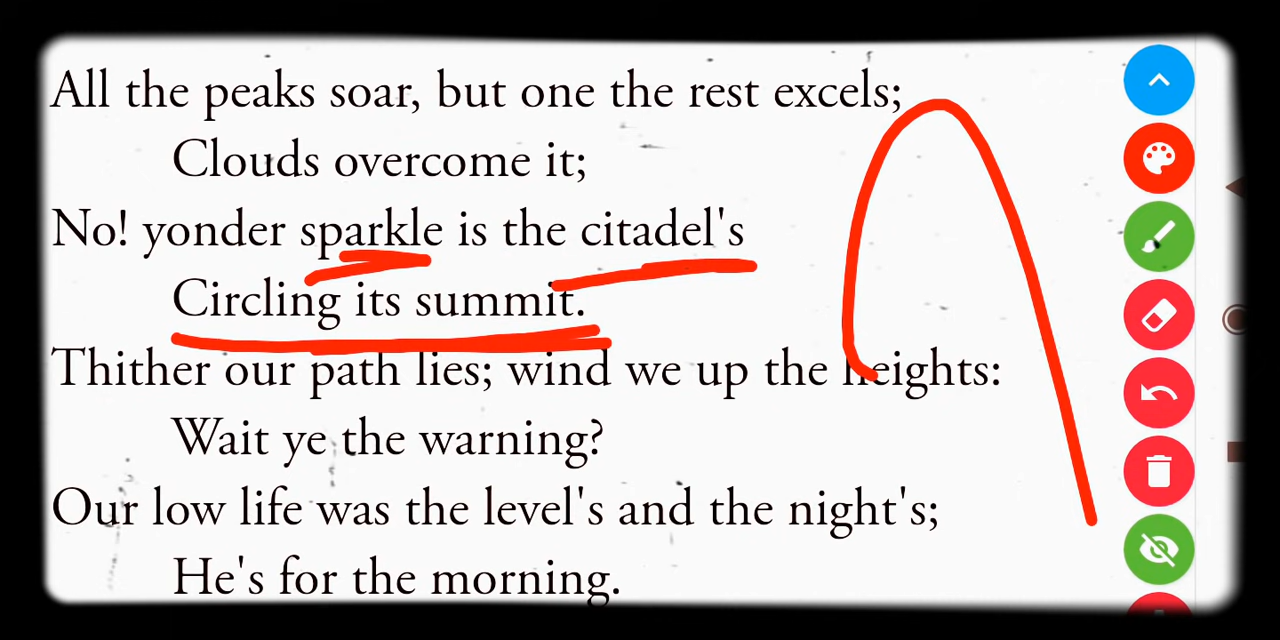 All the peaks soar, but one the rest excels;
Clouds overcome it;
No! yonder sparkle is the citadel's
Circling its summit.
Thither our path lies; wind we up the heights:
Wait ye the warning?
Our low life was the level's and the night's;
He's for the morning.